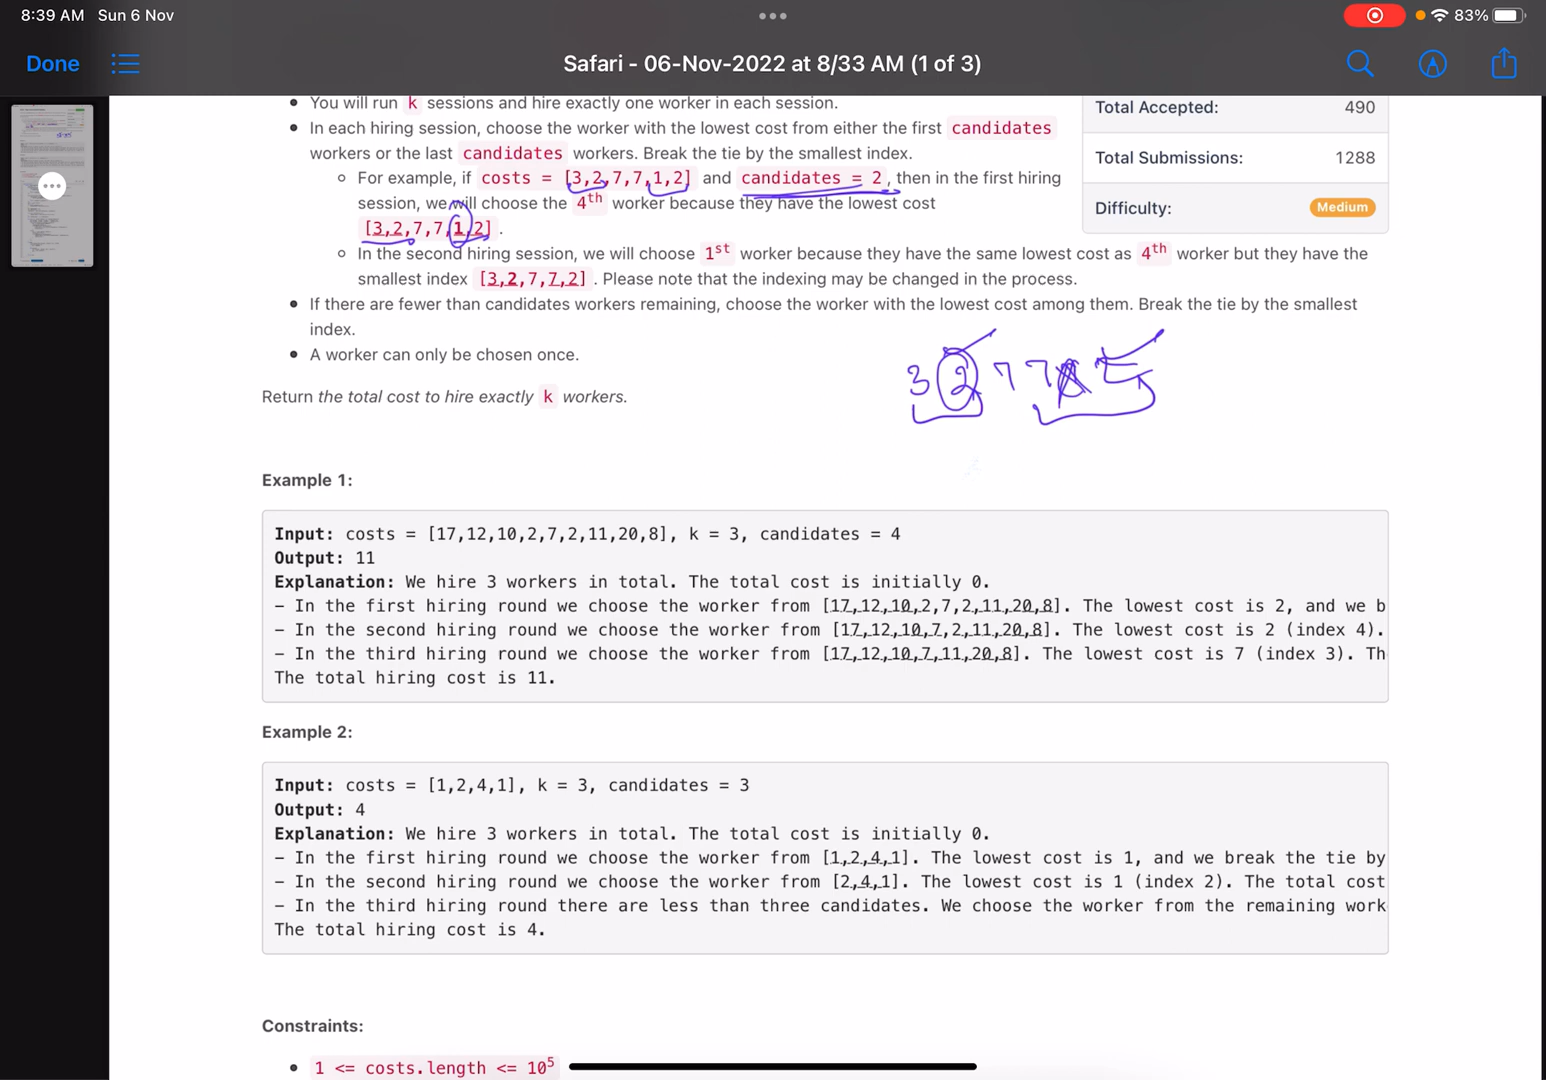 8:39 AM Sun 6 Nov
83%
Done
Safari - 06-Nov-2022 at 8/33 AM (1 of 3)
• You will run k sessions and hire exactly one worker in each session.
• In each hiring session, choose the worker with the lowest cost from either the first candidates
workers or the last candidates workers. Break the tie by the smallest index.
○ For example, if costs = [3,2,7,7,1,2] and candidates = 2, then in the first hiring
session, we will choose the 4th worker because they have the lowest cost
[3,2,7,7,1,2].
○ In the second hiring session, we will choose 1st worker because they have the same lowest cost as 4th worker but they have the
smallest index [3,2,7,7,2]. Please note that the indexing may be changed in the process.
• If there are fewer than candidates workers remaining, choose the worker with the lowest cost among them. Break the tie by the smallest
index.
• A worker can only be chosen once.
Return the total cost to hire exactly k workers.
Total Accepted: 490
Total Submissions: 1288
Difficulty: Medium
3 2 7 7
Example 1:
Input: costs = [17,12,10,2,7,2,11,20,8], k = 3, candidates = 4
Output: 11
Explanation: We hire 3 workers in total. The total cost is initially 0.
- In the first hiring round we choose the worker from [17,12,10,2,7,2,11,20,8]. The lowest cost is 2, and we b
- In the second hiring round we choose the worker from [17,12,10,7,2,11,20,8]. The lowest cost is 2 (index 4).
- In the third hiring round we choose the worker from [17,12,10,7,11,20,8]. The lowest cost is 7 (index 3). Th
The total hiring cost is 11.
Example 2:
Input: costs = [1,2,4,1], k = 3, candidates = 3
Output: 4
Explanation: We hire 3 workers in total. The total cost is initially 0.
- In the first hiring round we choose the worker from [1,2,4,1]. The lowest cost is 1, and we break the tie by
- In the second hiring round we choose the worker from [2,4,1]. The lowest cost is 1 (index 2). The total cost
- In the third hiring round there are less than three candidates. We choose the worker from the remaining work
The total hiring cost is 4.
Constraints:
• 1 <= costs.length <= 10^5